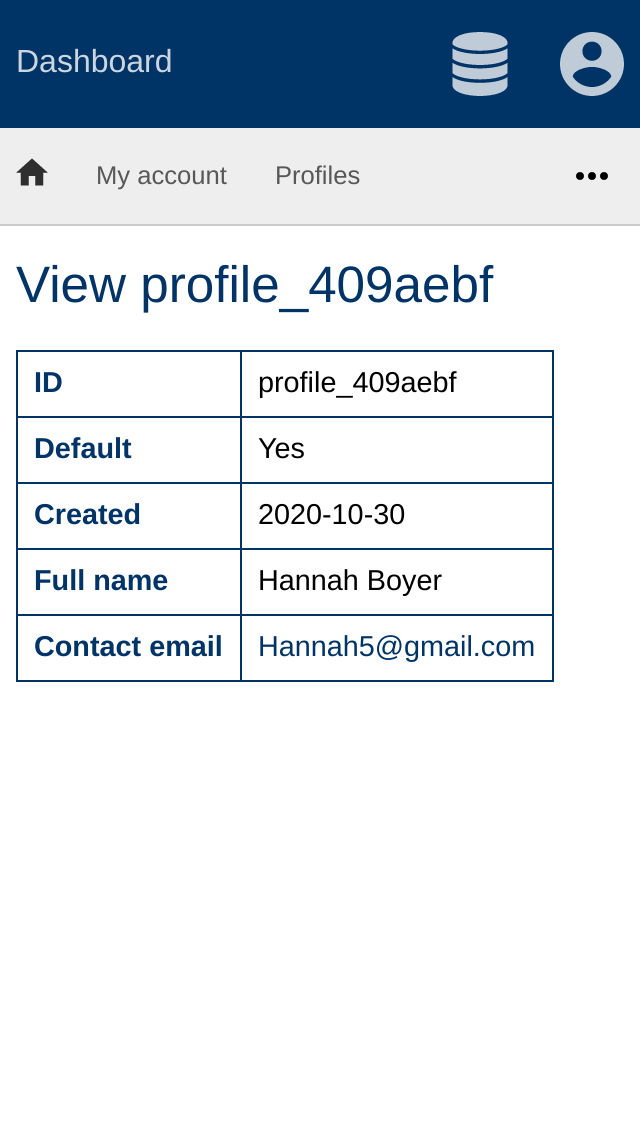 Dashboard
My account Profiles
View profile_409aebf
ID profile_409aebf
Default Yes
Created 2020-10-30
Full name Hannah Boyer
Contact email Hannah5@gmail.com